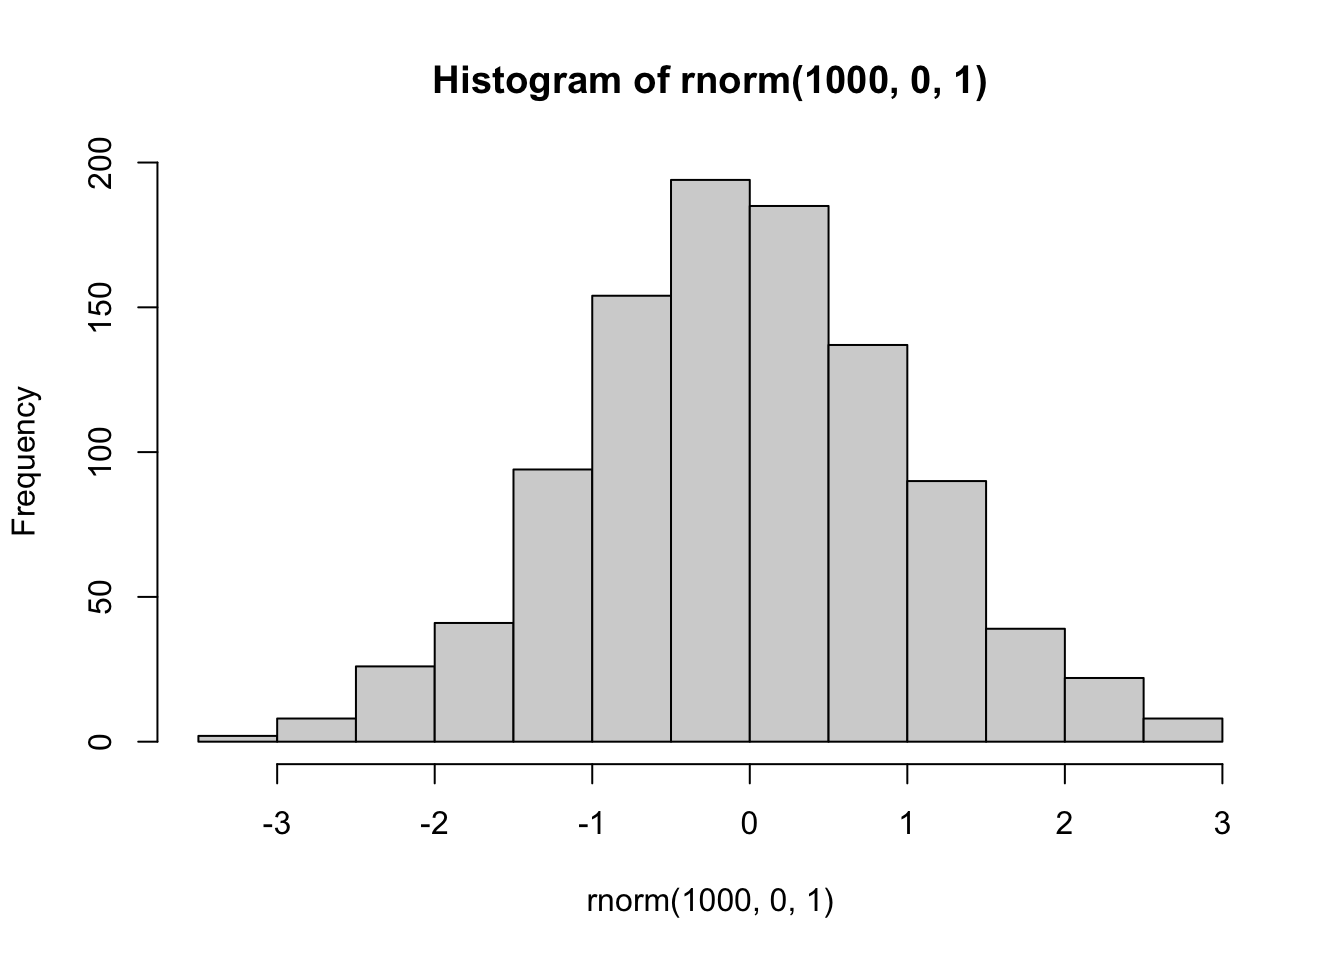 Histogram of rnorm(1000, 0, 1)
Frequency
200
150
100
50
0
-3 -2 -1 0 1 2 3
rnorm(1000, 0, 1)